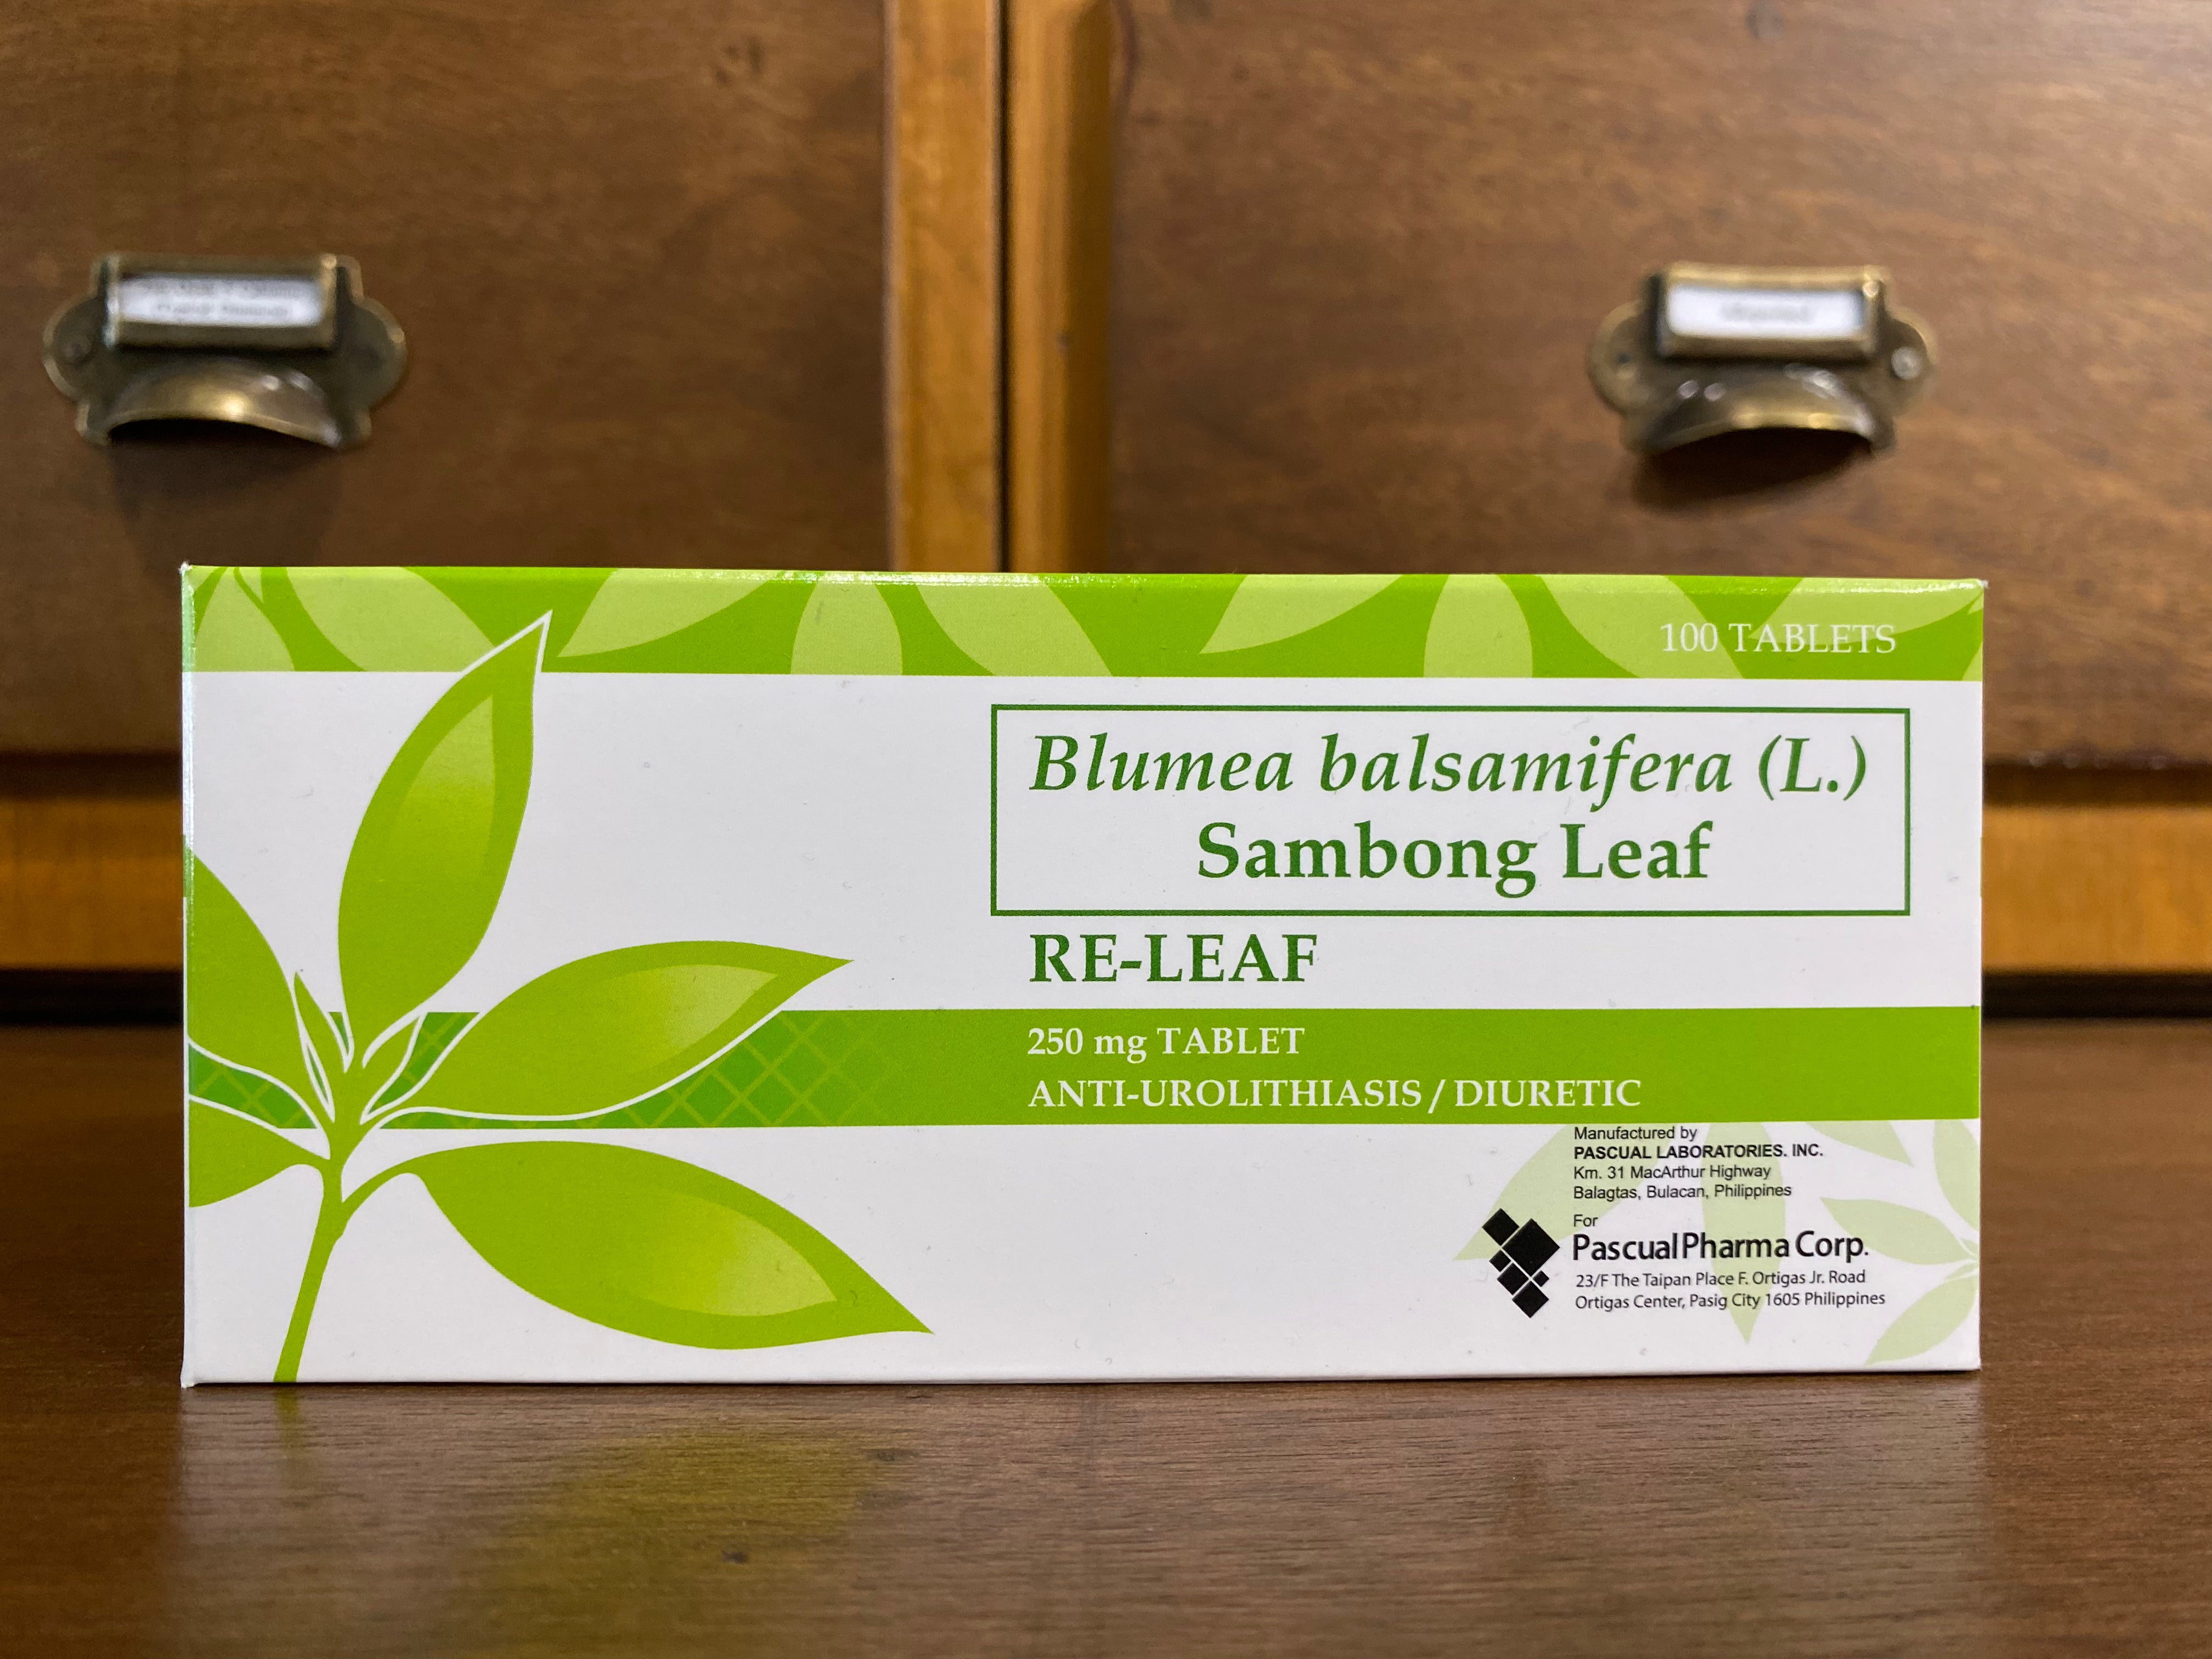 100 TABLETS
Blumea balsamifera (L.)
Sambong Leaf
RE-LEAF
250 mg TABLET
ANTI-UROLITHIASIS / DIURETIC
Manufactured by
PASCUAL LABORATORIES. INC.
Km. 31 MacArthur Highway
Balagtas, Bulacan, Philippines
For
PascualPharma Corp.
23/F The Taipan Place F. Ortigas Jr. Road
Ortigas Center, Pasig City 1605 Philippines